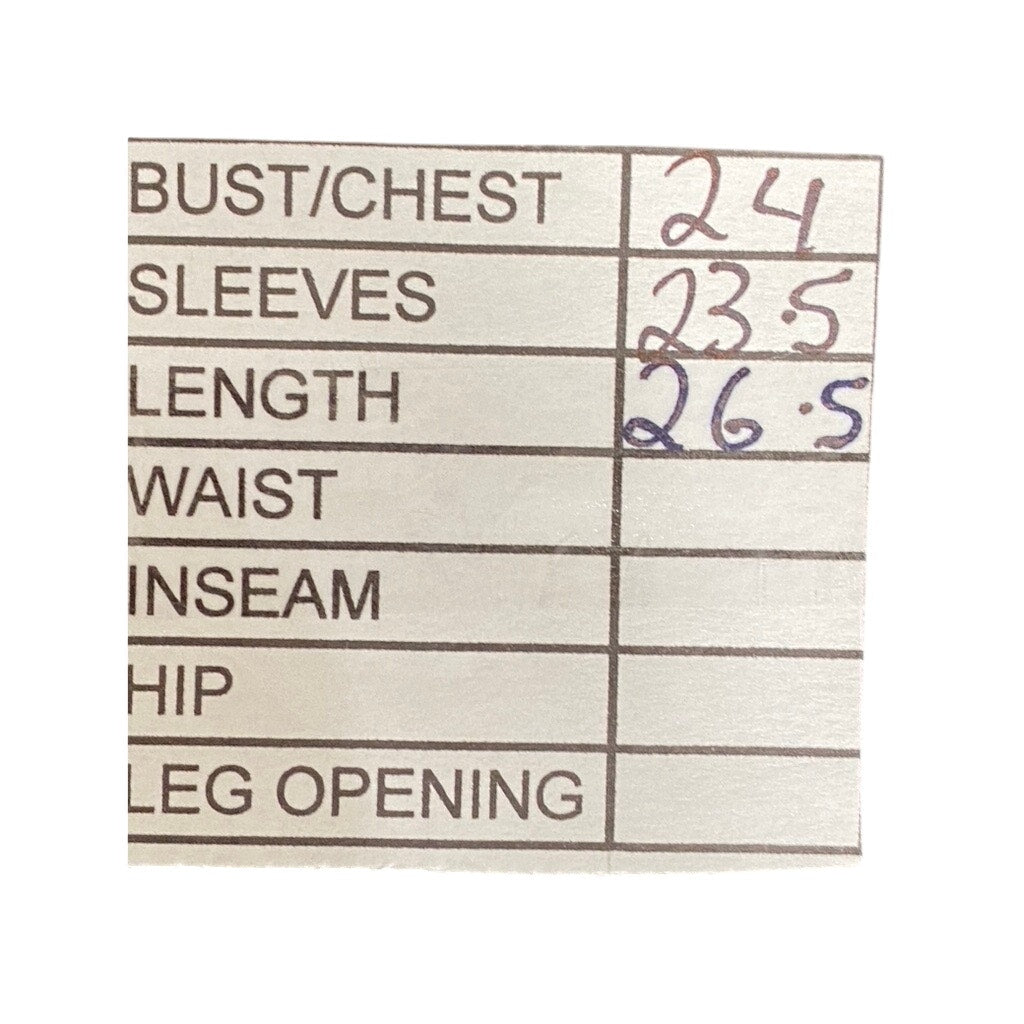 BUST/CHEST 24
SLEEVES 23.5
LENGTH 26.5
WAIST
INSEAM
HIP
LEG OPENING